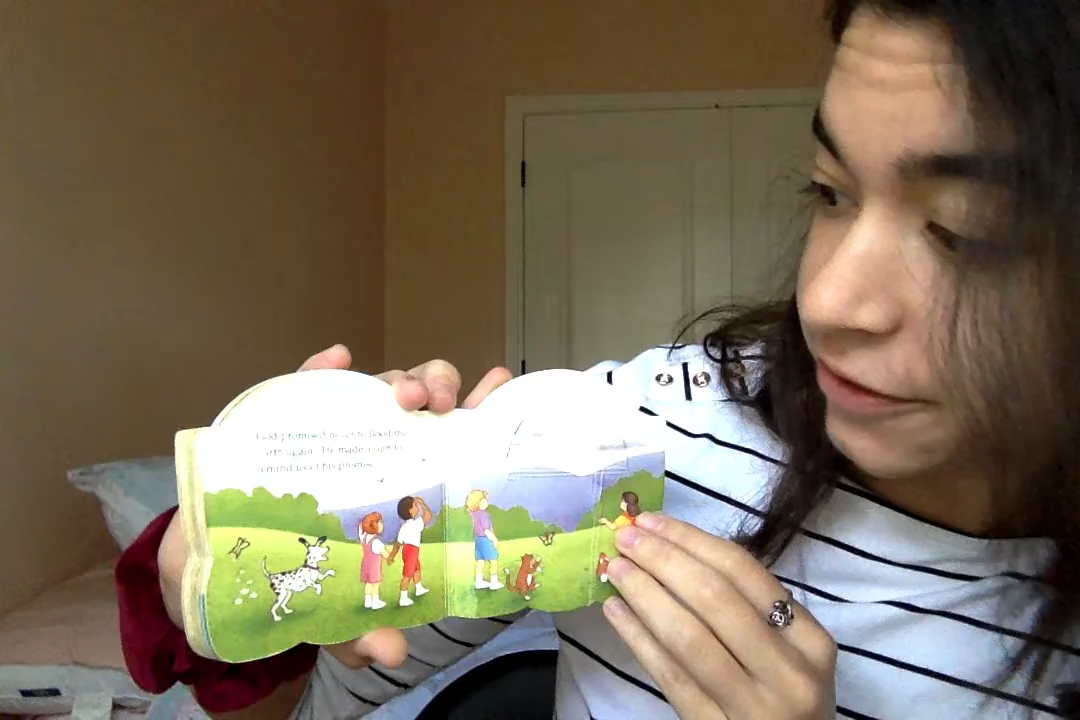 God promised never to flood the
earth again. He made
remind us of his promise.